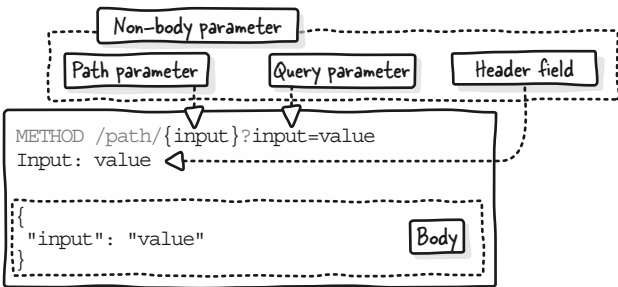 Non-body parameter
Path parameter
Query parameter
Header field
METHOD /path/{input}?input=value
Input: value
{
"input": "value"
}
Body